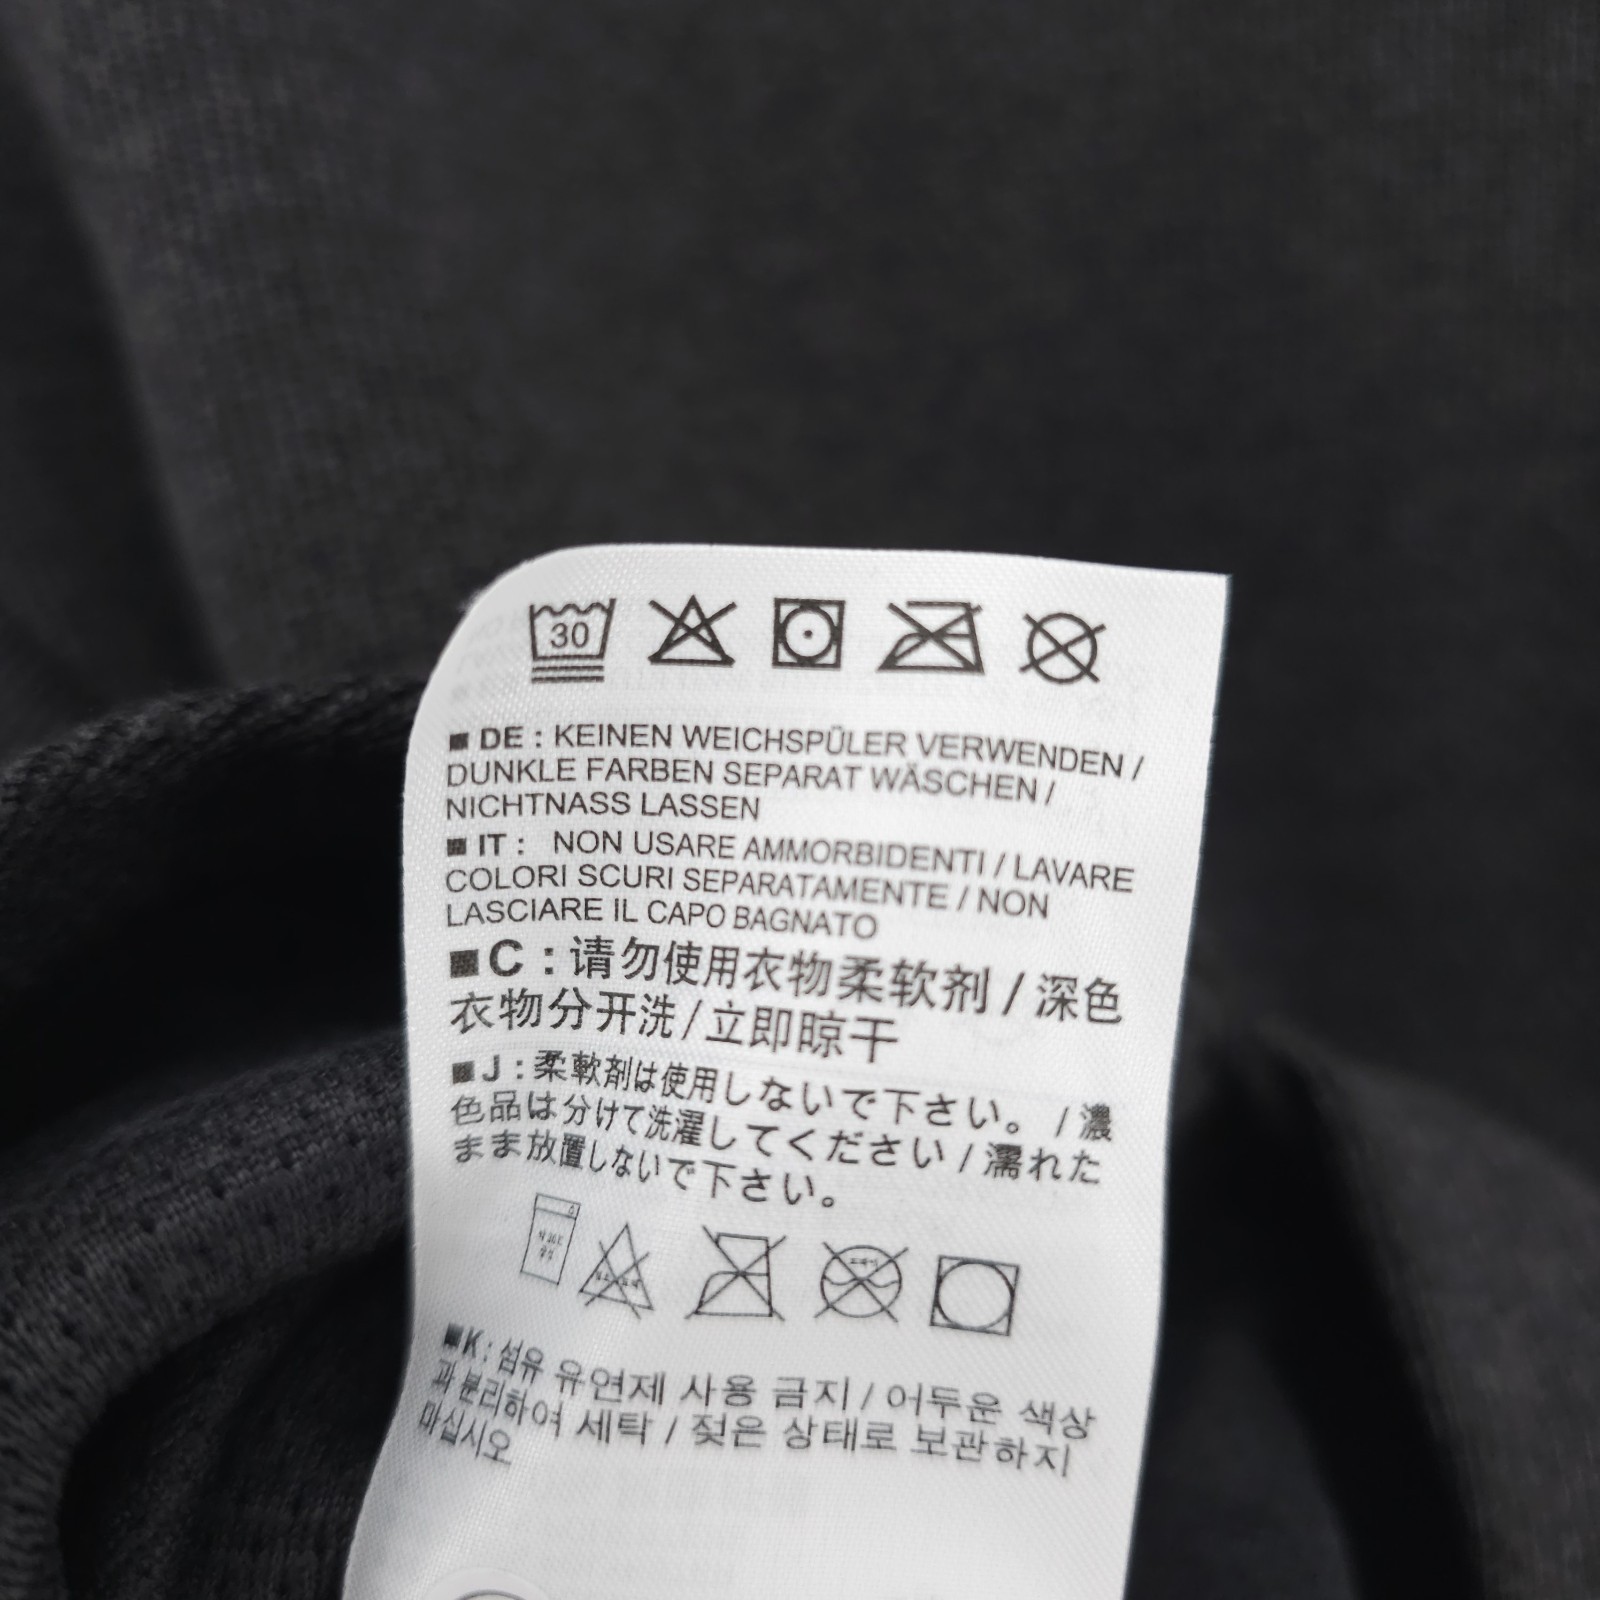 30
■ DE : KEINEN WEICHSPÜLER VERWENDEN /
DUNKLE FARBEN SEPARAT WÄSCHEN /
NICHTNASS LASSEN
■ IT : NON USARE AMMORBIDENTI / LAVARE
COLORI SCURI SEPARATAMENTE / NON
LASCIARE IL CAPO BAGNATO
■ C : 请勿使用衣物柔软剂 / 深色
衣物分开洗 / 立即晾干
■ J : 柔軟剤は使用しないで下さい。 / 濃
色品は分けて洗濯してください / 濡れた
まま放置しないで下さい。
■ K : 섬유 유연제 사용 금지 / 어두운 색상
과 분리하여 세탁 / 젖은 상태로 보관하지
마십시오